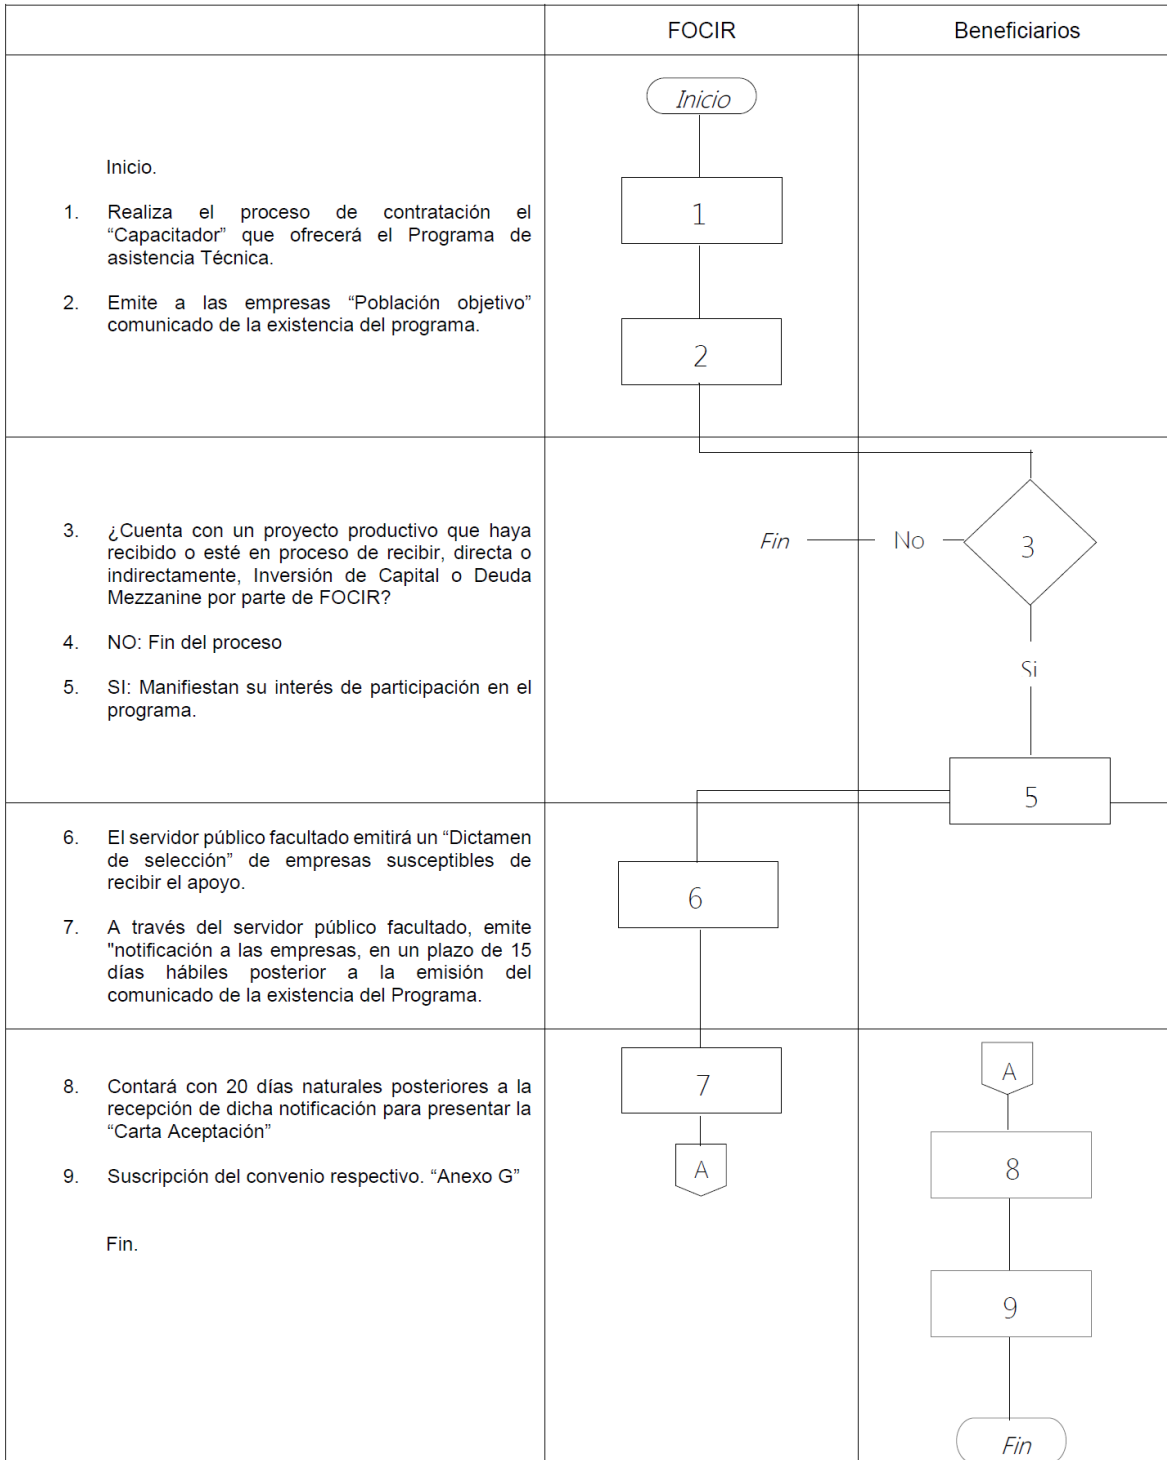 FOCIR
Beneficiarios
Inicio
Inicio.
1. Realiza el proceso de contratación el
“Capacitador” que ofrecerá el Programa de
asistencia Técnica.
1
2. Emite a las empresas “Población objetivo”
comunicado de la existencia del programa.
2
3. ¿Cuenta con un proyecto productivo que haya
recibido o esté en proceso de recibir, directa o
indirectamente, Inversión de Capital o Deuda
Mezzanine por parte de FOCIR?
Fin
No
3
4. NO: Fin del proceso
5. SI: Manifiestan su interés de participación en el
programa.
Si
5
6. El servidor público facultado emitirá un “Dictamen
de selección” de empresas susceptibles de
recibir el apoyo.
6
7. A través del servidor público facultado, emite
"notificación a las empresas, en un plazo de 15
días hábiles posterior a la emisión del
comunicado de la existencia del Programa.
8. Contará con 20 días naturales posteriores a la
recepción de dicha notificación para presentar la
“Carta Aceptación”
7
A
9. Suscripción del convenio respectivo. “Anexo G”
A
8
Fin.
9
Fin